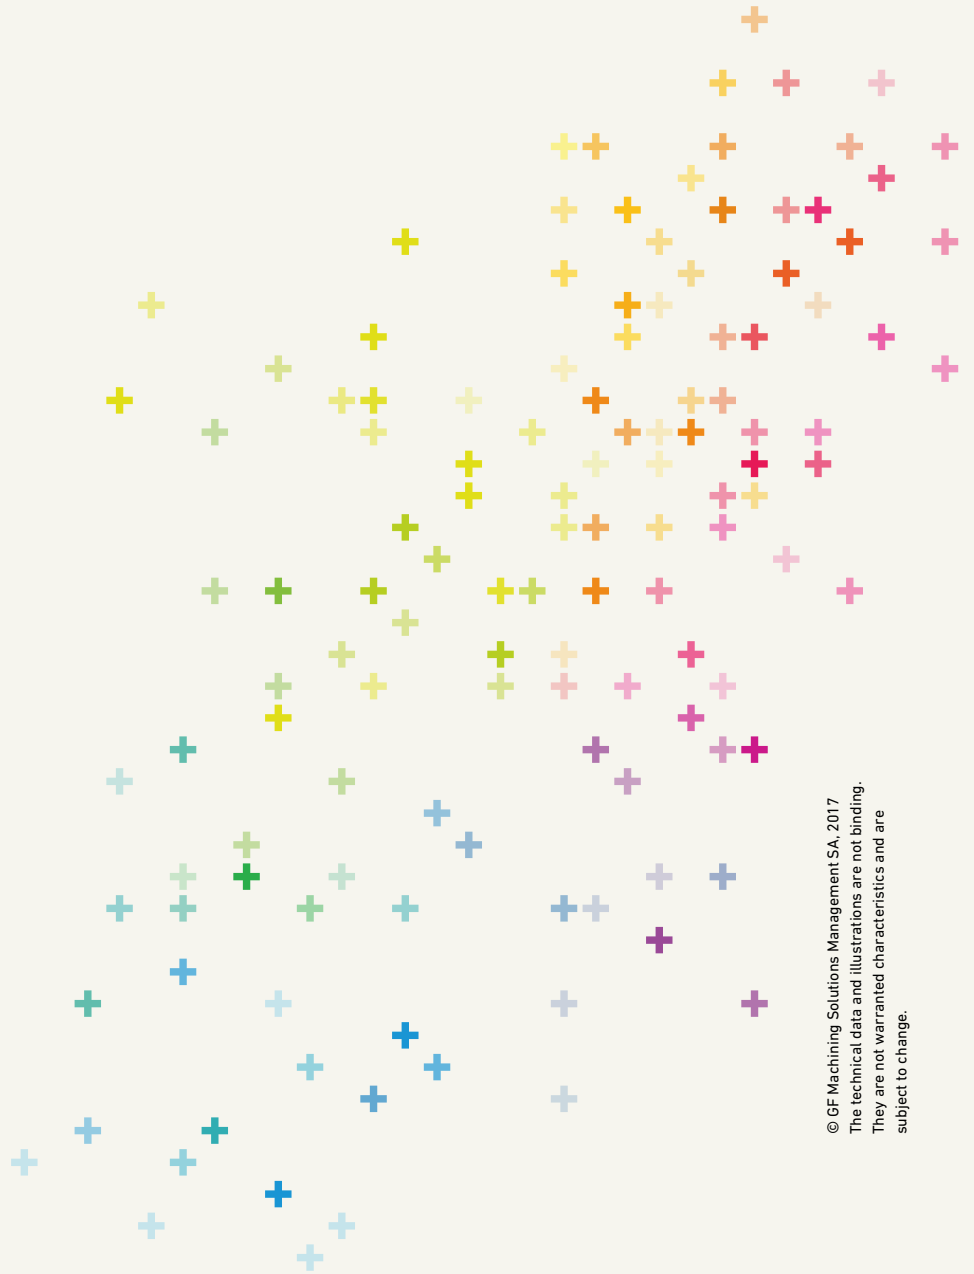 © GF Machining Solutions Management SA, 2017
The technical data and illustrations are not binding.
They are not warranted characteristics and are
subject to change.